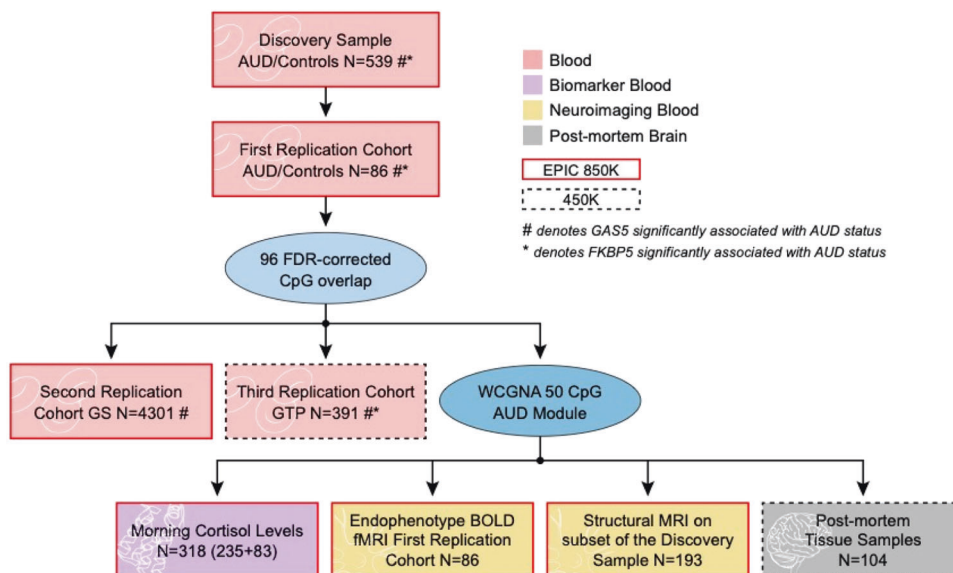 Discovery Sample
AUD/Controls N=539 #*
Blood
Biomarker Blood
Neuroimaging Blood
Post-mortem Brain
First Replication Cohort
AUD/Controls N=86 #*
EPIC 850K
450K
# denotes GAS5 significantly associated with AUD status
* denotes FKBP5 significantly associated with AUD status
96 FDR-corrected
CpG overlap
Second Replication
Cohort GS N=4301 #
Third Replication Cohort
GTP N=391 #*
WCGNA 50 CpG
AUD Module
Morning Cortisol Levels
N=318 (235+83)
Endophenotype BOLD
fMRI First Replication
Cohort N=86
Structural MRI on
subset of the Discovery
Sample N=193
Post-mortem
Tissue Samples
N=104